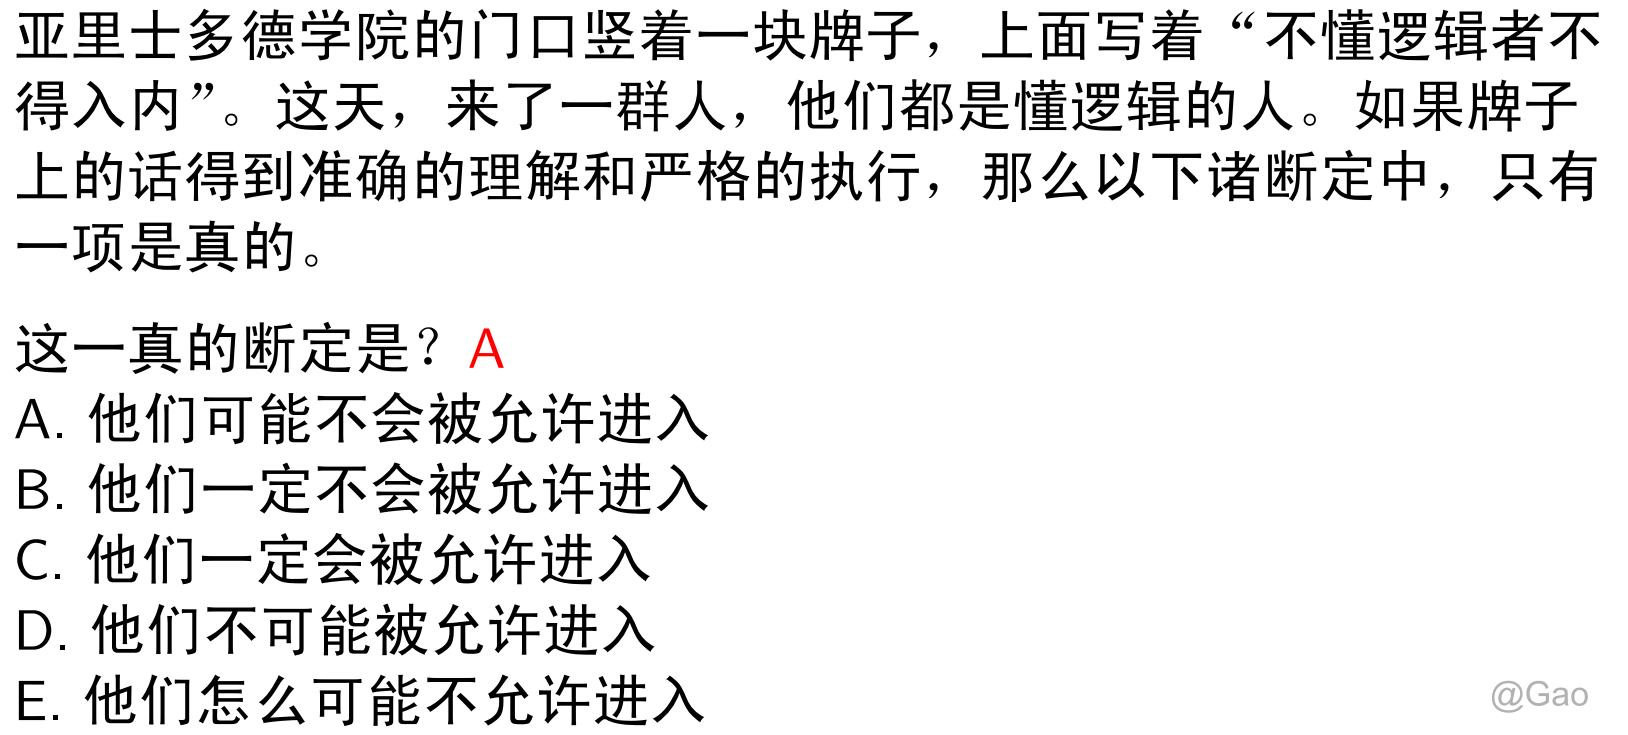 亚里士多德学院的门口竖着一块牌子，上面写着“不懂逻辑者不
得入内”。这天，来了一群人，他们都是懂逻辑的人。如果牌子
上的话得到准确的理解和严格的执行，那么以下诸断定中，只有
一项是真的。
这一真的断定是？A
A. 他们可能不会被允许进入
B. 他们一定不会被允许进入
C. 他们一定会被允许进入
D. 他们不可能被允许进入
E. 他们怎么可能不允许进入
@Gao